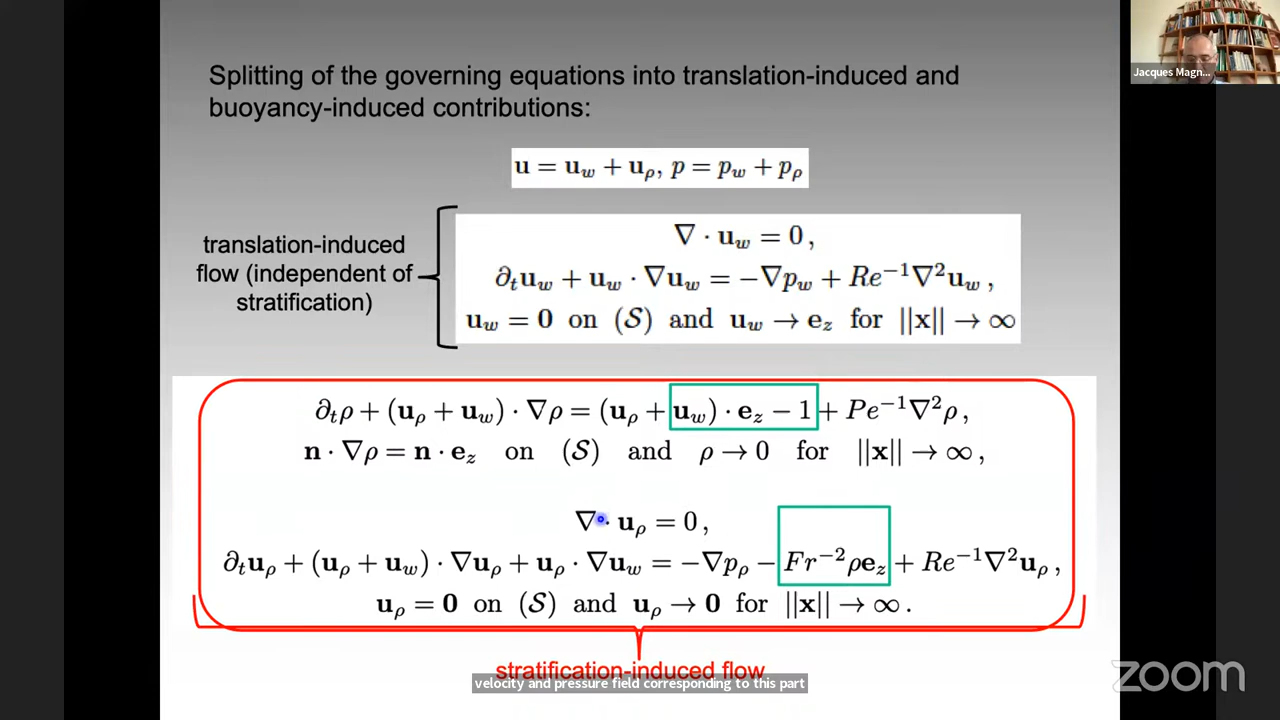 Jacques Magn...
Splitting of the governing equations into translation-induced and
buoyancy-induced contributions:
u = u_w + u_ρ, p = p_w + p_ρ
translation-induced
flow (independent of
stratification)
∇ · u_w = 0 ,
∂_t u_w + u_w · ∇u_w = −∇p_w + Re⁻¹∇²u_w ,
u_w = 0 on (S) and u_w → e_z for ||x|| → ∞
∂_t ρ + (u_ρ + u_w) · ∇ρ = (u_ρ + u_w) · e_z − 1 + Pe⁻¹∇²ρ ,
n · ∇ρ = n · e_z on (S) and ρ → 0 for ||x|| → ∞ ,
∇ · u_ρ = 0 ,
∂_t u_ρ + (u_ρ + u_w) · ∇u_ρ + u_ρ · ∇u_w = −∇p_ρ − Fr⁻²ρe_z + Re⁻¹∇²u_ρ ,
u_ρ = 0 on (S) and u_ρ → 0 for ||x|| → ∞ .
stratification-induced flow
velocity and pressure field corresponding to this part
zoom